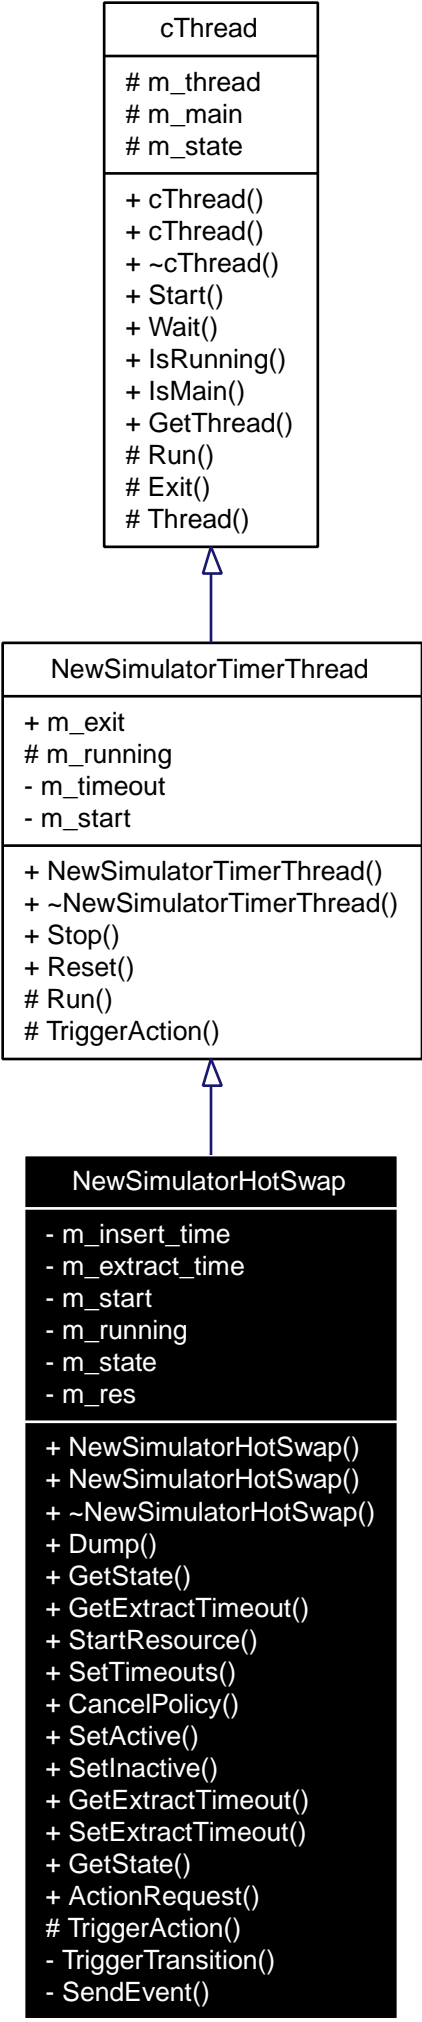 cThread
# m_thread
# m_main
# m_state
+ cThread()
+ cThread()
+ ~cThread()
+ Start()
+ Wait()
+ IsRunning()
+ IsMain()
+ GetThread()
# Run()
# Exit()
# Thread()
NewSimulatorTimerThread
+ m_exit
# m_running
- m_timeout
- m_start
+ NewSimulatorTimerThread()
+ ~NewSimulatorTimerThread()
+ Stop()
+ Reset()
# Run()
# TriggerAction()
NewSimulatorHotSwap
- m_insert_time
- m_extract_time
- m_start
- m_running
- m_state
- m_res
+ NewSimulatorHotSwap()
+ NewSimulatorHotSwap()
+ ~NewSimulatorHotSwap()
+ Dump()
+ GetState()
+ GetExtractTimeout()
+ StartResource()
+ SetTimeouts()
+ CancelPolicy()
+ SetActive()
+ SetInactive()
+ GetExtractTimeout()
+ SetExtractTimeout()
+ GetState()
+ ActionRequest()
# TriggerAction()
- TriggerTransition()
- SendEvent()